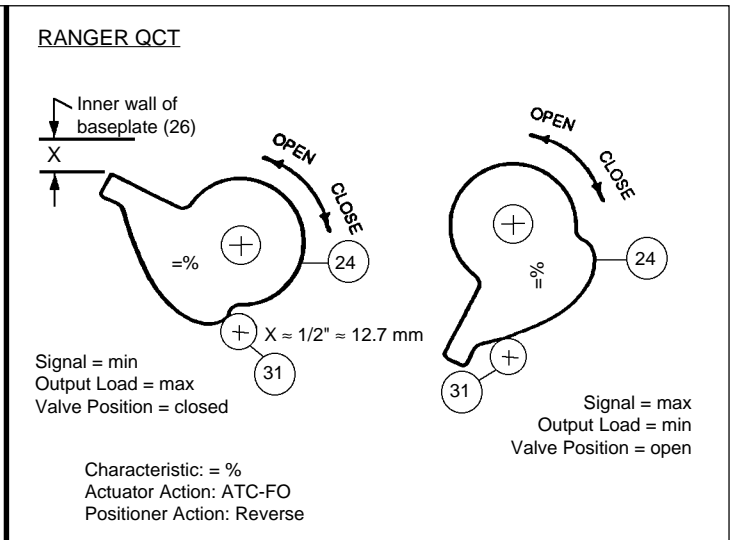 RANGER QCT
Inner wall of
baseplate (26)
X
OPEN
CLOSE
=%
24
X ≈ 1/2" ≈ 12.7 mm
31
Signal = min
Output Load = max
Valve Position = closed
OPEN
CLOSE
=%
24
31
Signal = max
Output Load = min
Valve Position = open
Characteristic: = %
Actuator Action: ATC-FO
Positioner Action: Reverse